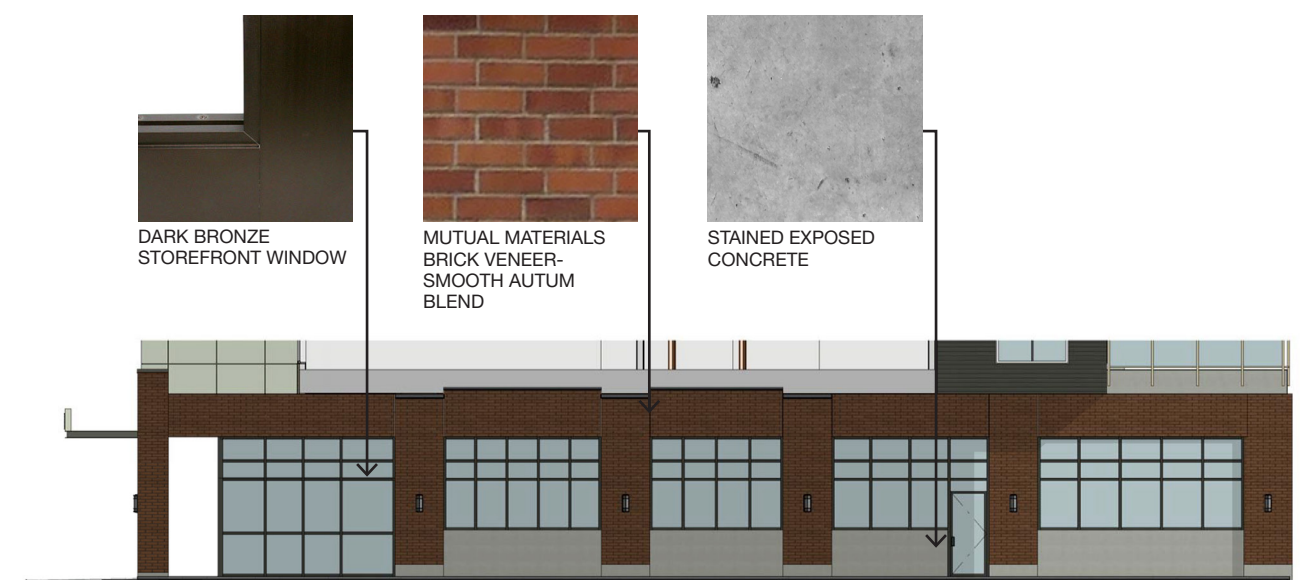 DARK BRONZE
STOREFRONT WINDOW
MUTUAL MATERIALS
BRICK VENEER-
SMOOTH AUTUM
BLEND
STAINED EXPOSED
CONCRETE